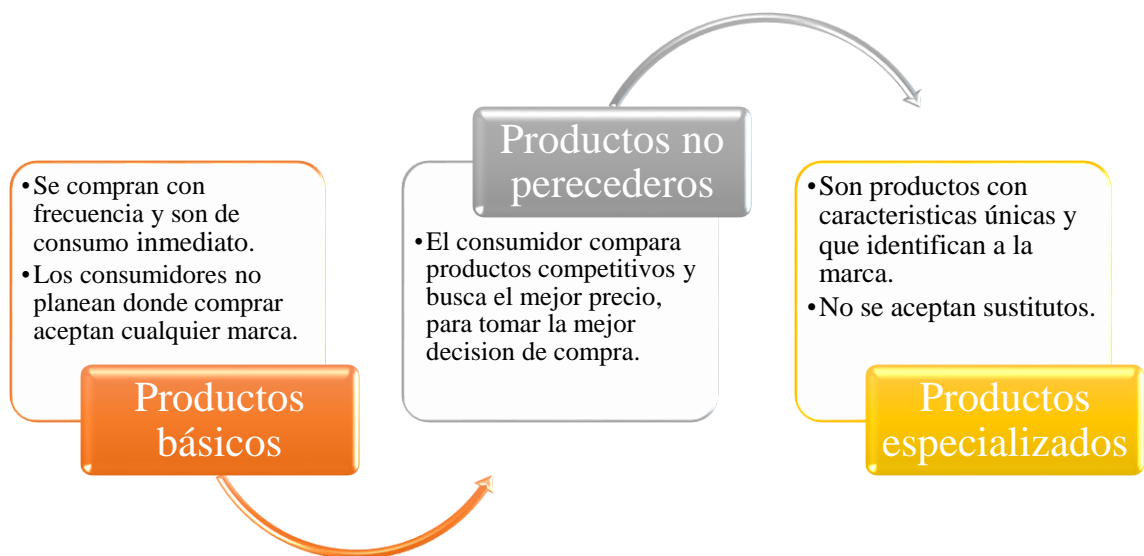 •Se compran con
frecuencia y son de
consumo inmediato.
•Los consumidores no
planean donde comprar
aceptan cualquier marca.
Productos
básicos
Productos no
perecederos
•El consumidor compara
productos competitivos y
busca el mejor precio,
para tomar la mejor
decision de compra.
•Son productos con
caracteristicas únicas y
que identifican a la
marca.
•No se aceptan sustitutos.
Productos
especializados